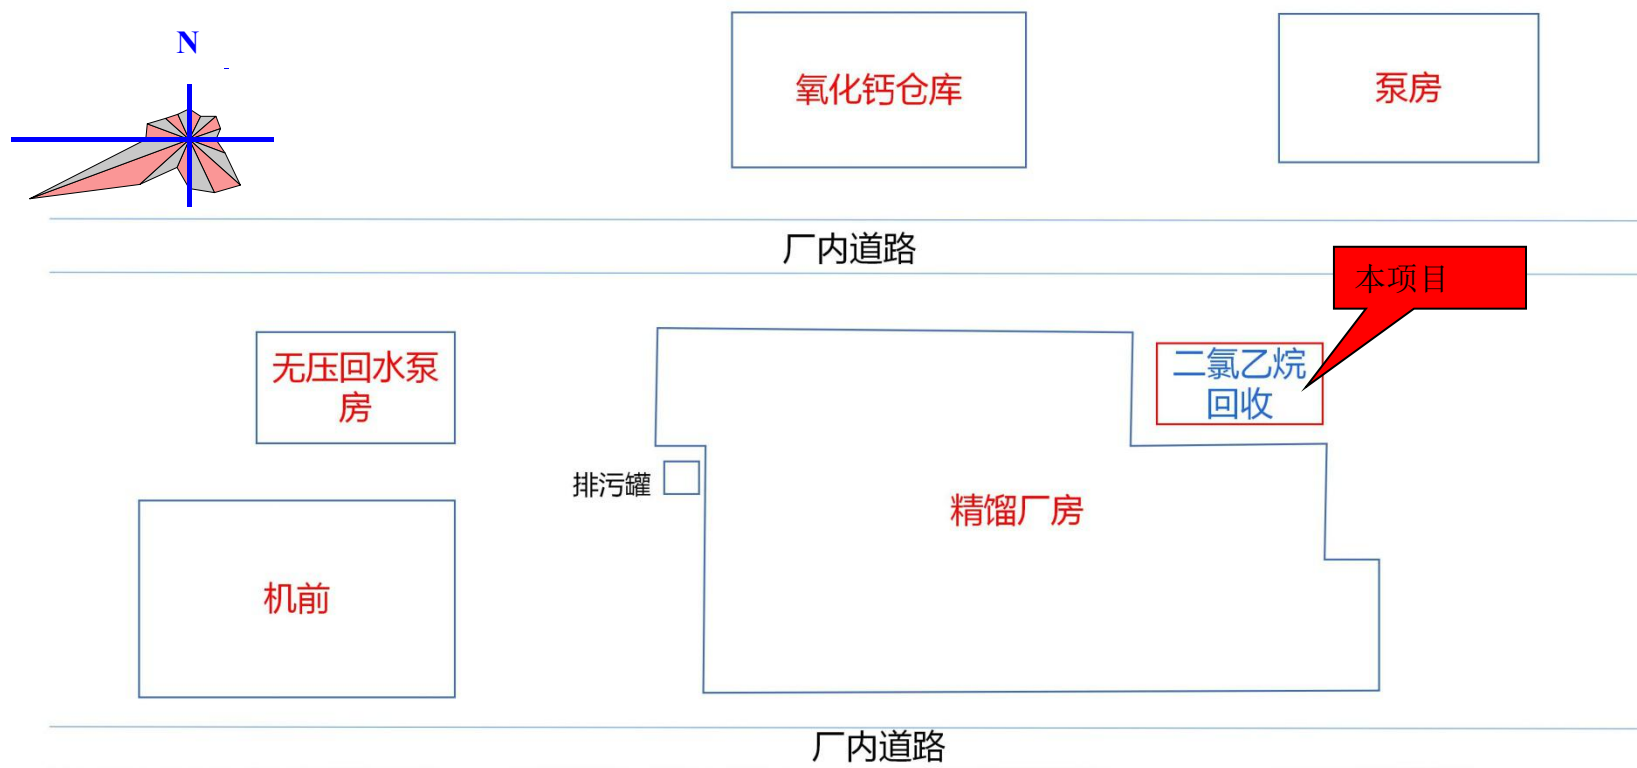 N
氧化钙仓库
泵房
厂内道路
本项目
无压回水泵
房
二氯乙烷
回收
排污罐
精馏厂房
机前
厂内道路